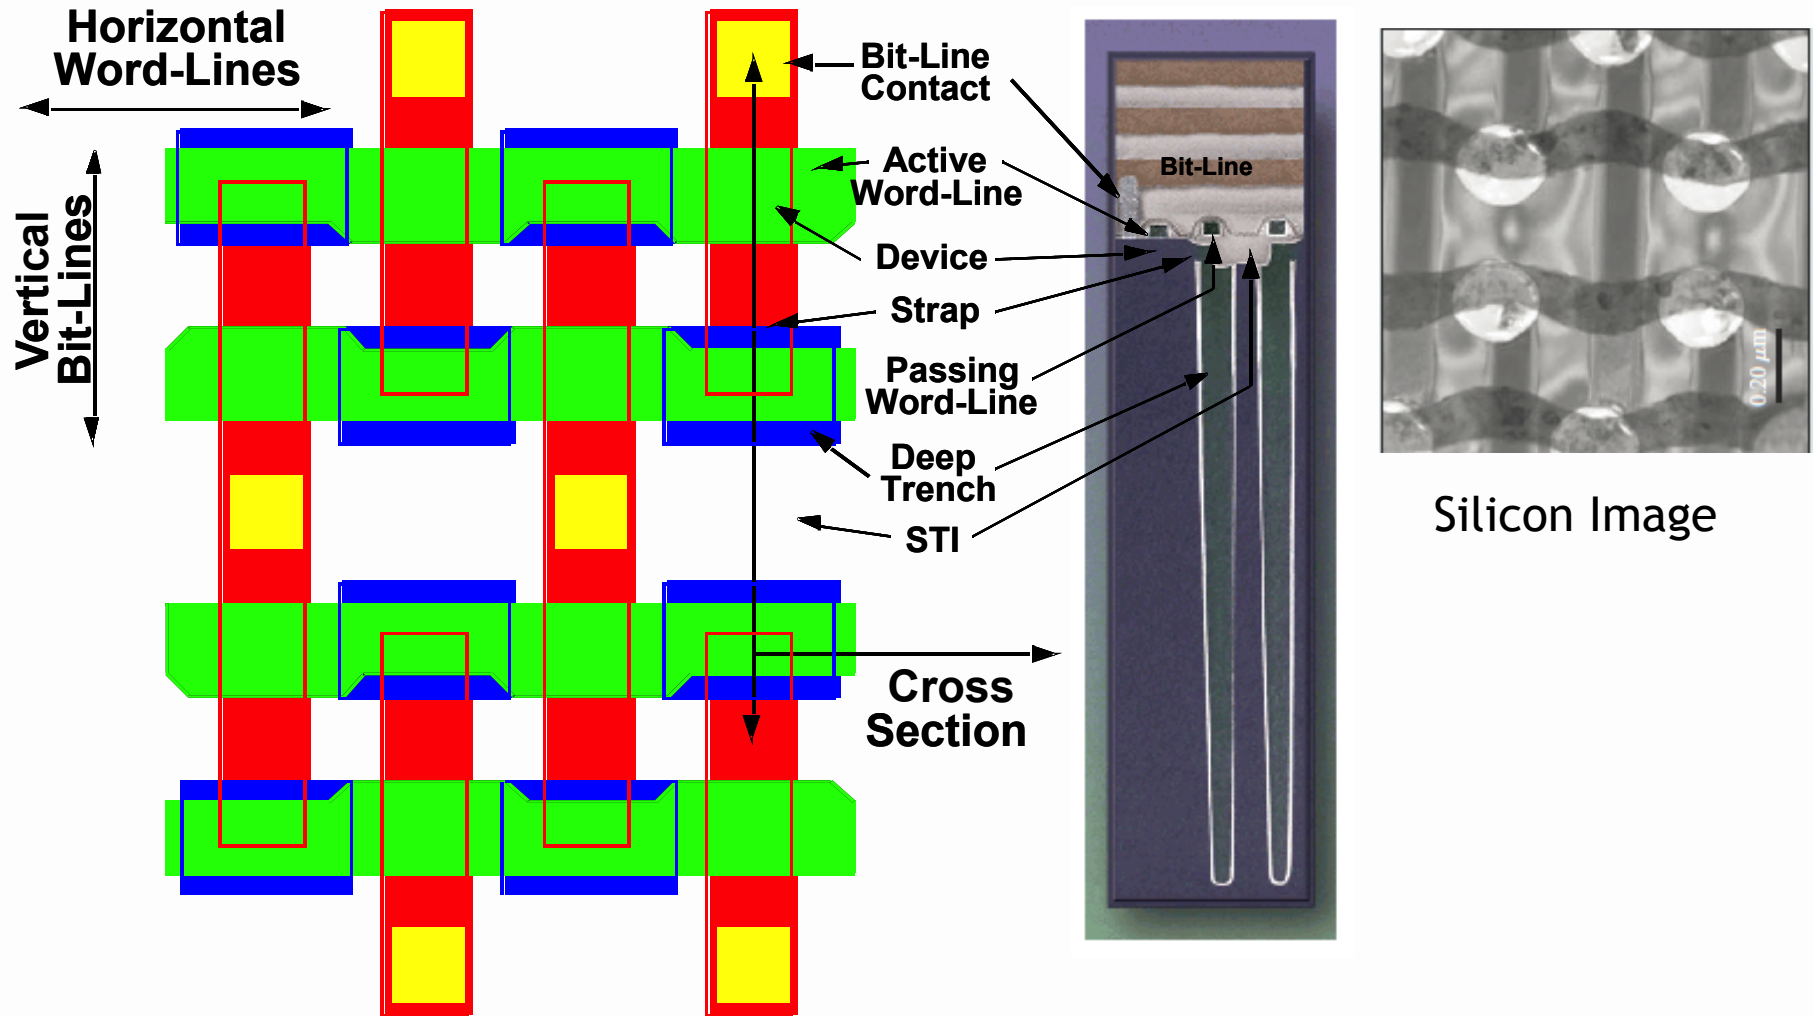 Horizontal
Word-Lines
Vertical
Bit-Lines
Bit-Line
Contact
Active
Word-Line
Device
Strap
Passing
Word-Line
Deep
Trench
STI
Cross
Section
Bit-Line
0.20 µm
Silicon Image